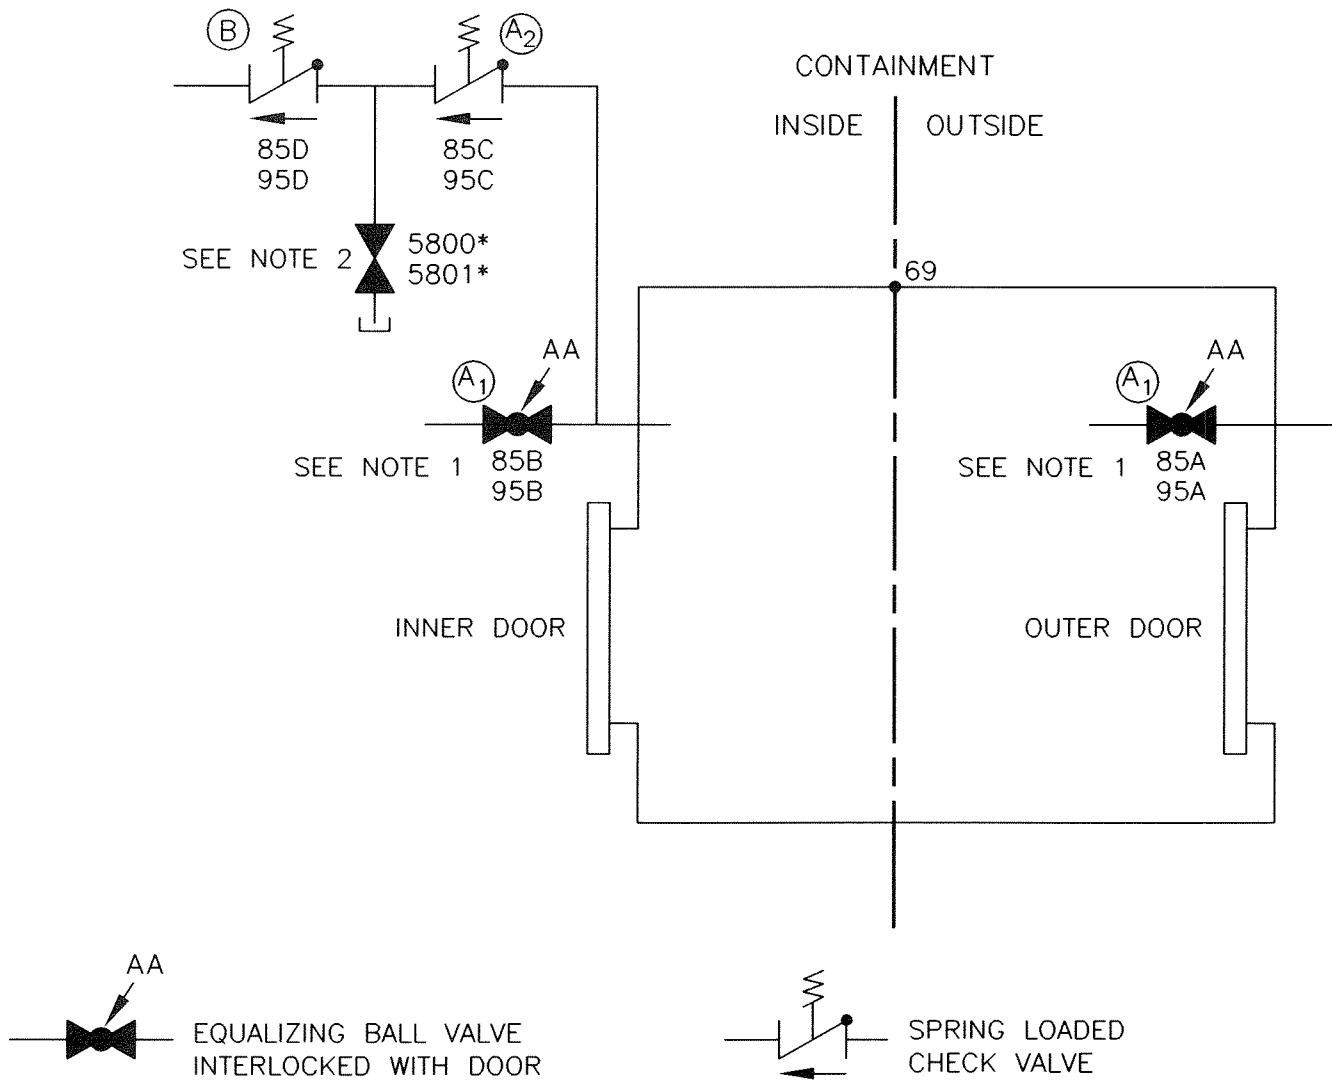 B
A2
CONTAINMENT
INSIDE OUTSIDE
85D
95D
85C
95C
SEE NOTE 2
5800*
5801*
69
AA
A1
85B
95B
SEE NOTE 1
AA
A1
85A
95A
SEE NOTE 1
INNER DOOR
OUTER DOOR
AA
EQUALIZING BALL VALVE
INTERLOCKED WITH DOOR
SPRING LOADED
CHECK VALVE